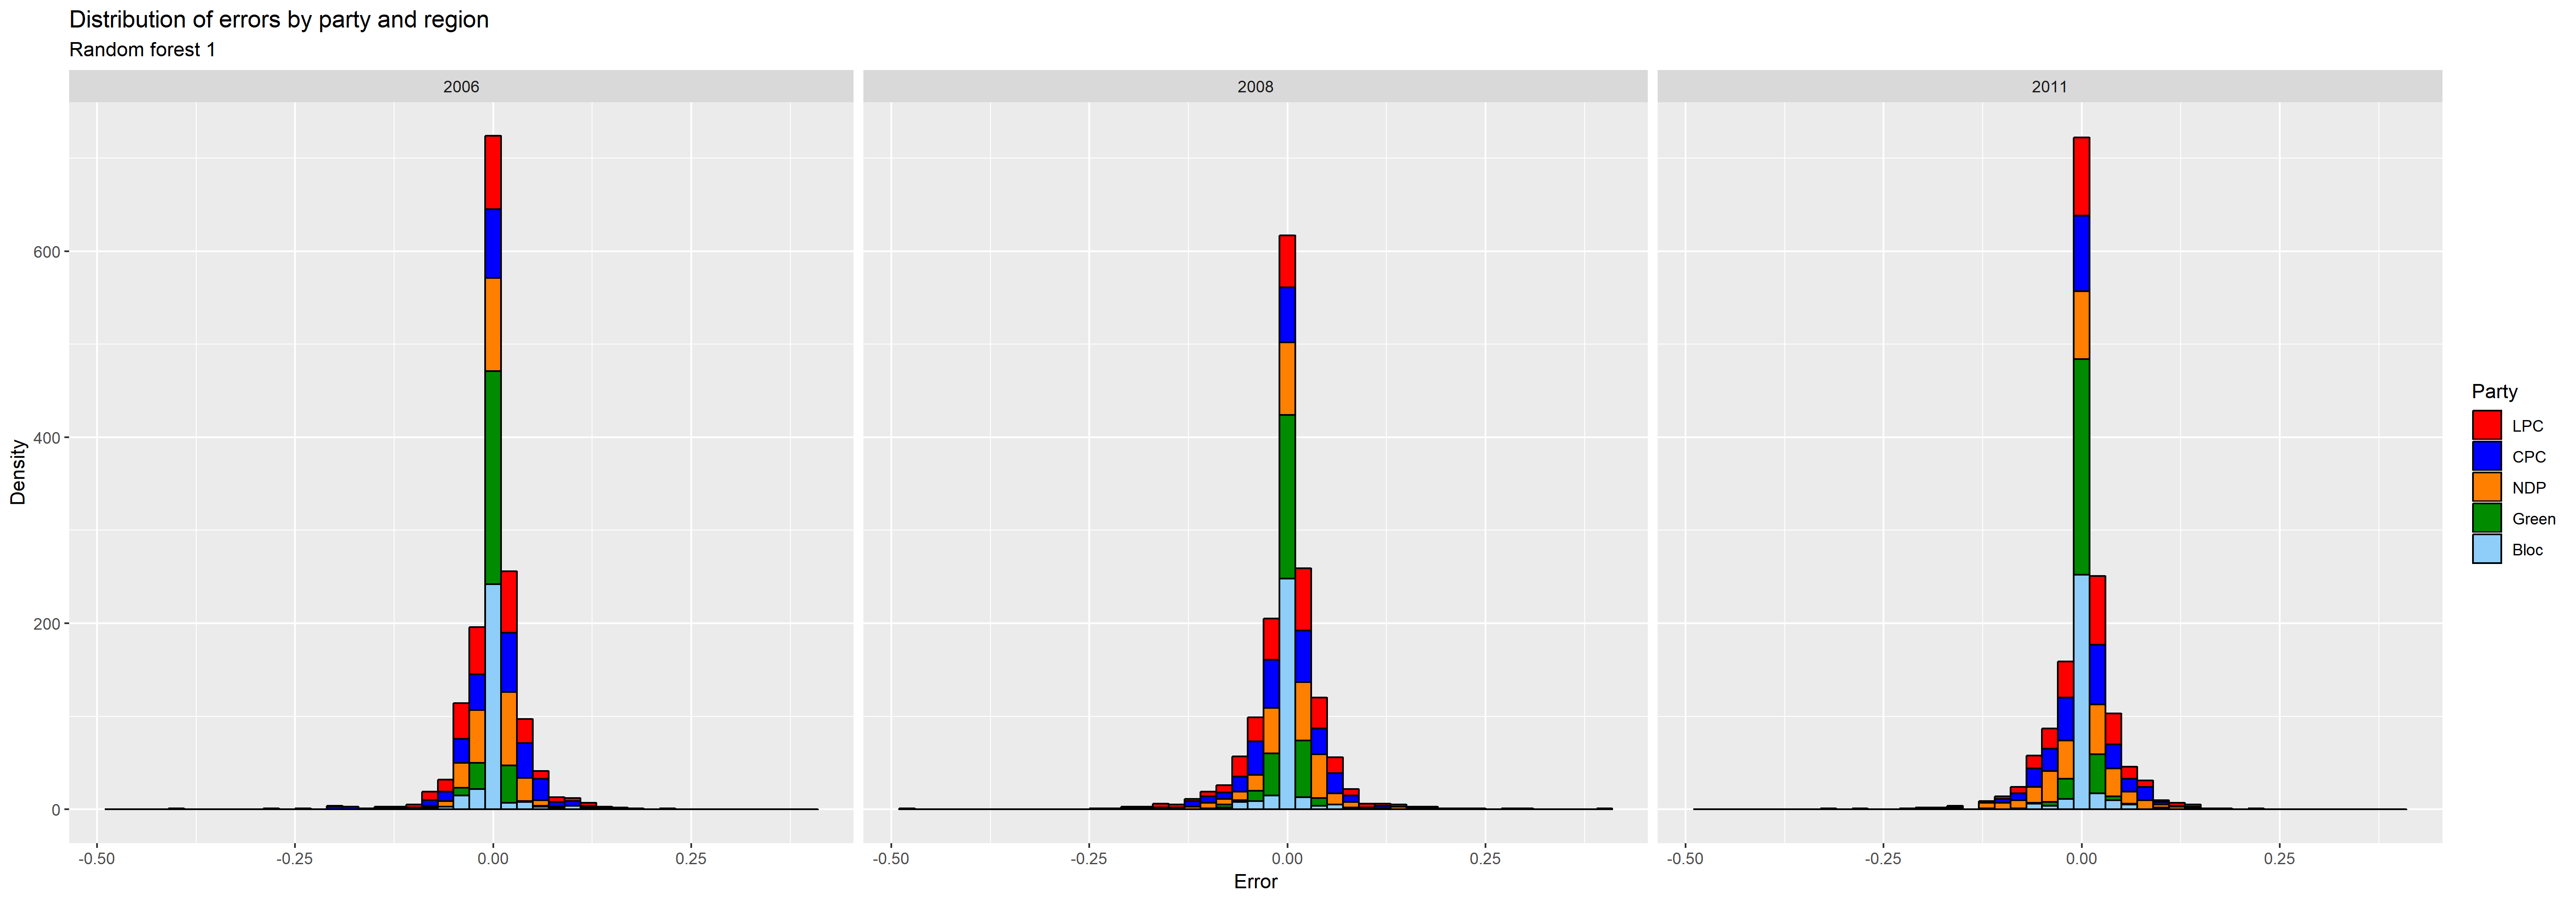 Distribution of errors by party and region
Random forest 1
2006 2008 2011
Density
600
400
200
0
-0.50 -0.25 0.00 0.25 -0.50 -0.25 0.00 0.25 -0.50 -0.25 0.00 0.25
Error
Party
LPC
CPC
NDP
Green
Bloc